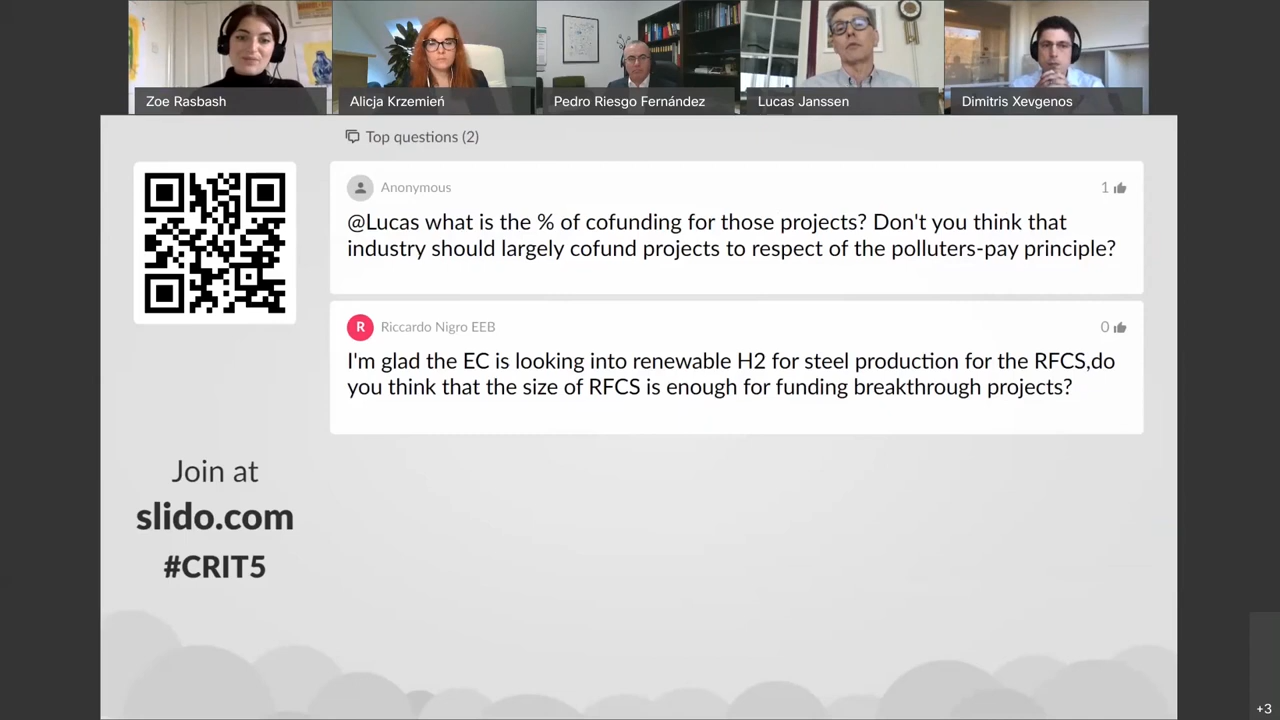 Zoe Rasbash
Alicja Krzemień
Pedro Riesgo Fernández
Lucas Janssen
Dimitris Xevgenos
Top questions (2)
Anonymous
1
@Lucas what is the % of cofunding for those projects? Don't you think that
industry should largely cofund projects to respect of the polluters-pay principle?
R
Riccardo Nigro EEB
0
I'm glad the EC is looking into renewable H2 for steel production for the RFCS,do
you think that the size of RFCS is enough for funding breakthrough projects?
Join at
slido.com
#CRIT5
+3